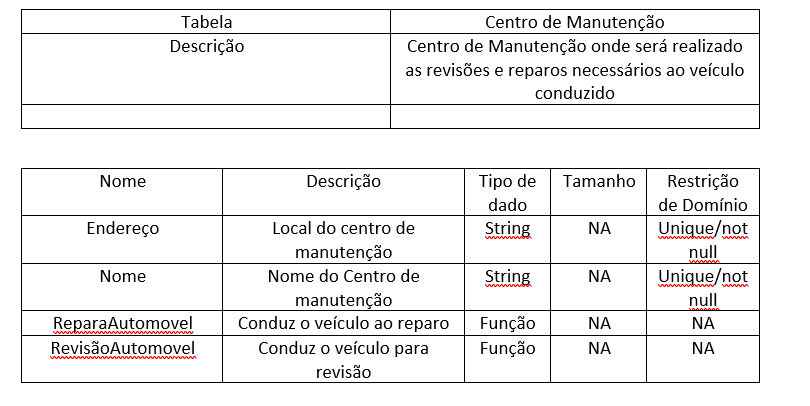 Tabela Centro de Manutenção
Descrição Centro de Manutenção onde será realizado
as revisões e reparos necessários ao veículo
conduzido
Nome Descrição Tipo de dado Tamanho Restrição de Domínio
Endereço Local do centro de manutenção String NA Unique/not null
Nome Nome do Centro de manutenção String NA Unique/not null
ReparaAutomovel Conduz o veículo ao reparo Função NA NA
RevisãoAutomovel Conduz o veículo para revisão Função NA NA